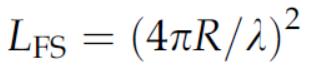 L_FS = (4πR/λ)²